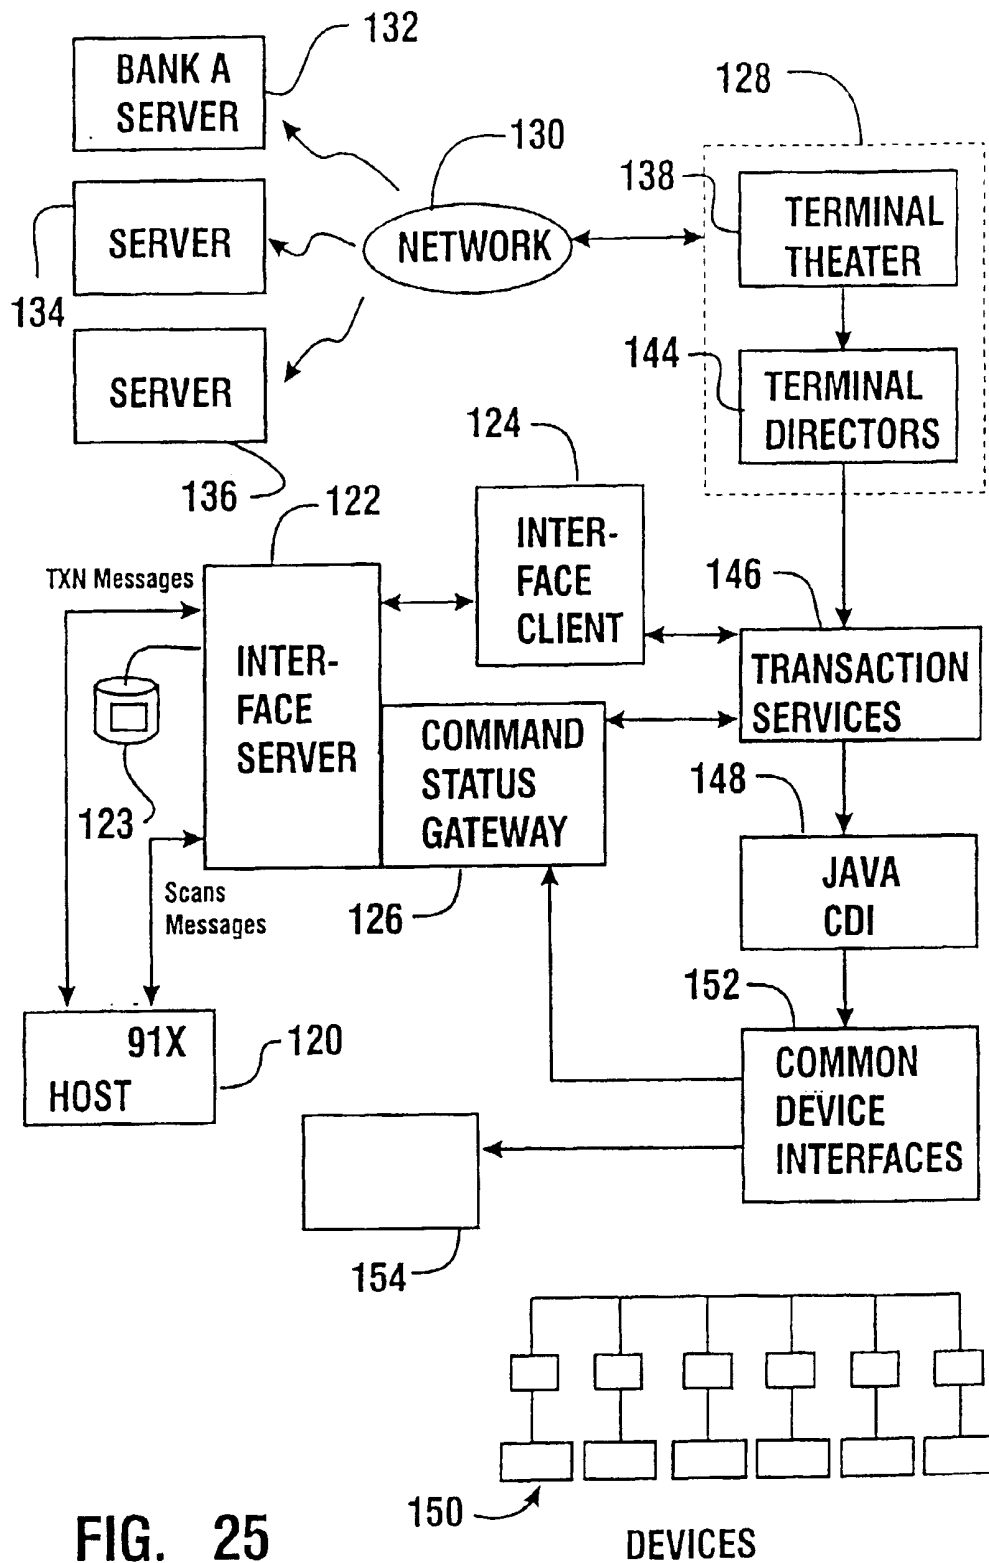 132
BANK A
SERVER
128
130
138
TERMINAL
THEATER
SERVER
NETWORK
134
144
SERVER
TERMINAL
DIRECTORS
124
136
122
INTER-
FACE
CLIENT
TXN Messages
146
INTER-
FACE
SERVER
TRANSACTION
SERVICES
COMMAND
STATUS
GATEWAY
148
123
JAVA
CDI
Scans
Messages
126
152
91X
HOST
120
COMMON
DEVICE
INTERFACES
154
150
DEVICES
FIG. 25